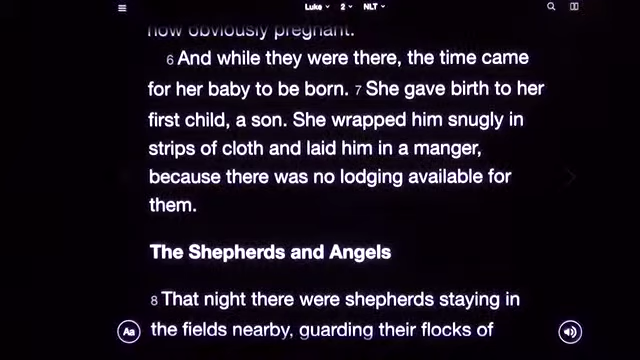 Luke 2 NLT
now obviously pregnant.
6 And while they were there, the time came
for her baby to be born. 7 She gave birth to her
first child, a son. She wrapped him snugly in
strips of cloth and laid him in a manger,
because there was no lodging available for
them.
The Shepherds and Angels
8 That night there were shepherds staying in
the fields nearby, guarding their flocks of
Aa